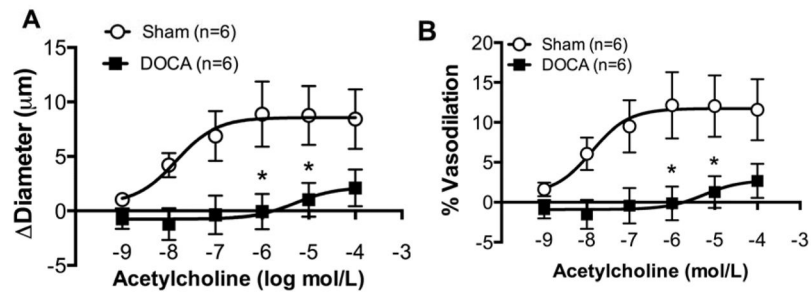 A
Sham (n=6)
DOCA (n=6)
ΔDiameter (μm)
15
10
5
0
-5
* *
-9 -8 -7 -6 -5 -4 -3
Acetylcholine (log mol/L)
B
Sham (n=6)
DOCA (n=6)
% Vasodilation
20
15
10
5
0
-5
* *
-9 -8 -7 -6 -5 -4 -3
Acetylcholine (mol/L)